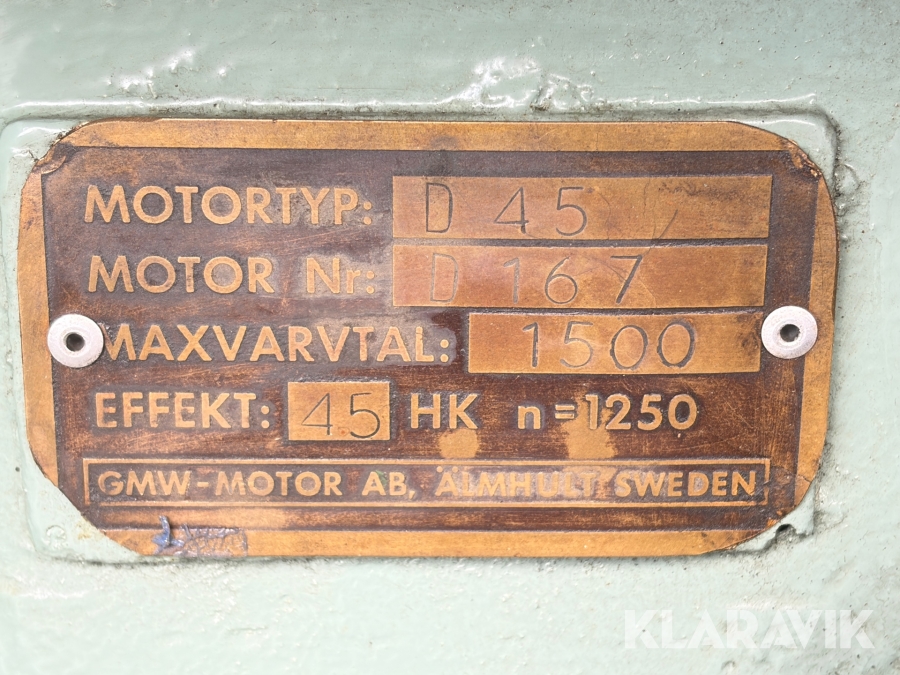 MOTORTYP: D 45
MOTOR Nr: D 167
MAXVARVTAL: 1500
EFFEKT: 45 HK n=1250
GMW-MOTOR AB, ÄLMHULT SWEDEN
KLARAVIK